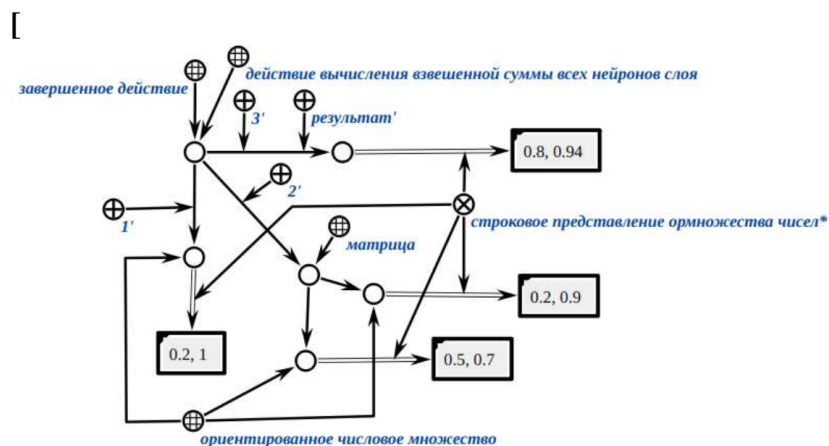 [
действие вычисления взвешенной суммы всех нейронов слоя
завершенное действие
3'
результат'
0.8, 0.94
2'
1'
строковое представление ормножества чисел*
матрица
0.2, 0.9
0.2, 1
0.5, 0.7
ориентированное числовое множество